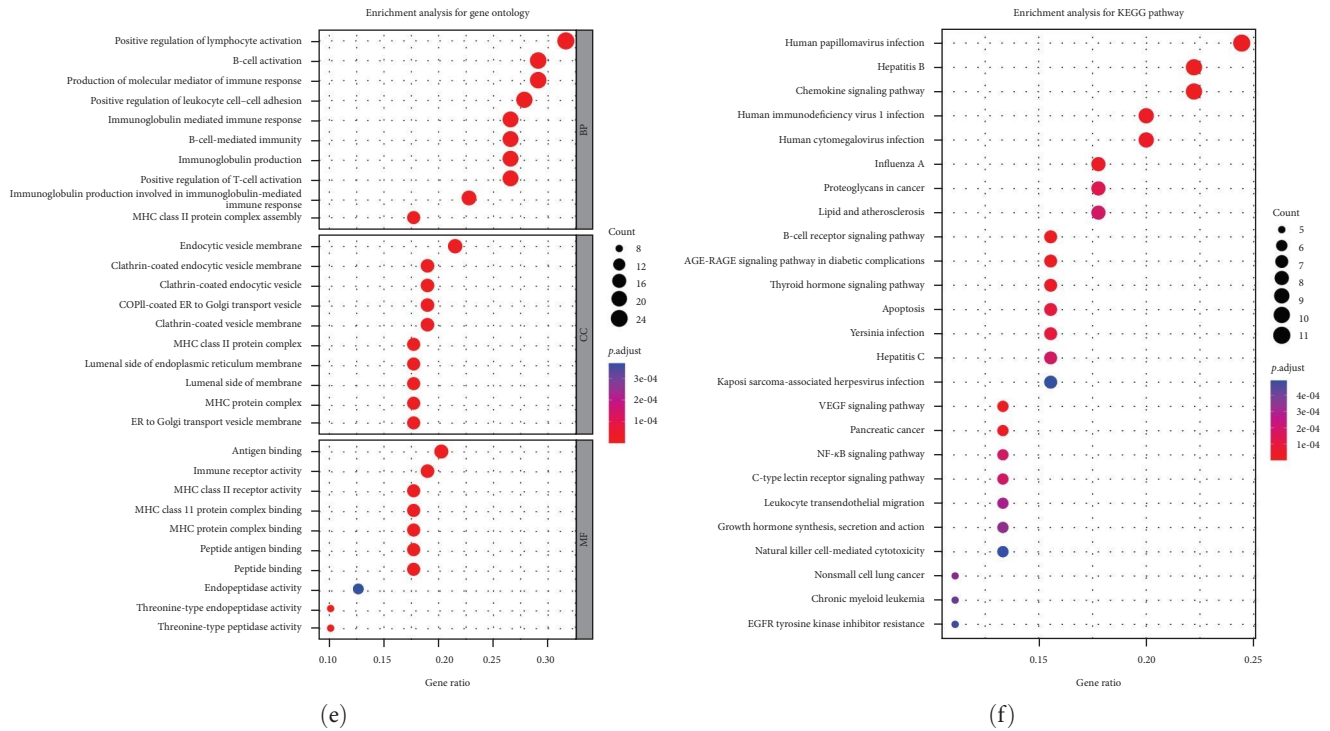 Enrichment analysis for gene ontology
Positive regulation of lymphocyte activation
B-cell activation
Production of molecular mediator of immune response
Positive regulation of leukocyte cell–cell adhesion
Immunoglobulin mediated immune response
B-cell-mediated immunity
Immunoglobulin production
Positive regulation of T-cell activation
Immunoglobulin production involved in immunoglobulin-mediated
immune response
MHC class II protein complex assembly
BP
Endocytic vesicle membrane
Clathrin-coated endocytic vesicle membrane
Clathrin-coated endocytic vesicle
COPll-coated ER to Golgi transport vesicle
Clathrin-coated vesicle membrane
MHC class II protein complex
Lumenal side of endoplasmic reticulum membrane
Lumenal side of membrane
MHC protein complex
ER to Golgi transport vesicle membrane
CC
Antigen binding
Immune receptor activity
MHC class II receptor activity
MHC class 11 protein complex binding
MHC protein complex binding
Peptide antigen binding
Peptide binding
Endopeptidase activity
Threonine-type endopeptidase activity
Threonine-type peptidase activity
MF
0.10 0.15 0.20 0.25 0.30
Gene ratio
Count
8
12
16
20
24
p.adjust
3e-04
2e-04
1e-04
(e)
Enrichment analysis for KEGG pathway
Human papillomavirus infection
Hepatitis B
Chemokine signaling pathway
Human immunodeficiency virus 1 infection
Human cytomegalovirus infection
Influenza A
Proteoglycans in cancer
Lipid and atherosclerosis
B-cell receptor signaling pathway
AGE-RAGE signaling pathway in diabetic complications
Thyroid hormone signaling pathway
Apoptosis
Yersinia infection
Hepatitis C
Kaposi sarcoma-associated herpesvirus infection
VEGF signaling pathway
Pancreatic cancer
NF-κB signaling pathway
C-type lectin receptor signaling pathway
Leukocyte transendothelial migration
Growth hormone synthesis, secretion and action
Natural killer cell-mediated cytotoxicity
Nonsmall cell lung cancer
Chronic myeloid leukemia
EGFR tyrosine kinase inhibitor resistance
0.15 0.20 0.25
Gene ratio
Count
5
6
7
8
9
10
11
p.adjust
4e-04
3e-04
2e-04
1e-04
(f)